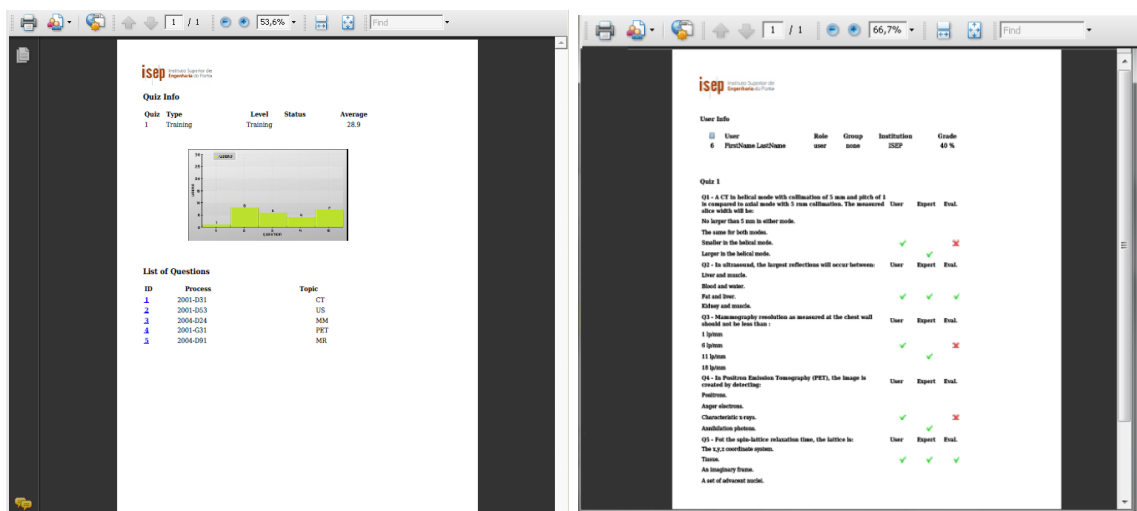 1 / 1 53,6% Find
isep Instituto Superior de
Engenharia do Porto
Quiz Info
Quiz Type Level Status Average
1 Training Training 28.9
List of Questions
ID Process Topic
1 2001-D31 CT
2 2001-D53 US
3 2004-D24 MM
4 2001-G31 PET
5 2004-D91 MR
1 / 1 66,7% Find
isep Instituto Superior de
Engenharia do Porto
User Info
User Role Group Institution Grade
6 FirstName LastName user none ISEP 40 %
Quiz 1
Q1 - A CT in helical mode with collimation of 5 mm and pitch of 1
is compared to axial mode with 5 mm collimation. The measured User Expert Eval.
slice width will be:
No larger than 5 mm in either mode.
The same for both modes.
Smaller in the helical mode.
Larger in the helical mode.
Q2 - In ultrasound, the largest reflections will occur between: User Expert Eval.
Liver and muscle.
Blood and water.
Fat and liver.
Kidney and muscle.
Q3 - Mammography resolution as measured at the chest wall
should not be less than : User Expert Eval.
1 lp/mm
6 lp/mm
11 lp/mm
18 lp/mm
Q4 - In Positron Emission Tomography (PET), the image is
created by detecting: User Expert Eval.
Positrons.
Auger electrons.
Characteristic x-rays.
Annihilation photons.
Q5 - Fot the spin-lattice relaxation time, the lattice is: User Expert Eval.
The x,y,z coordinate system.
Tissue.
An imaginary frame.
A set of advacent nuclei.